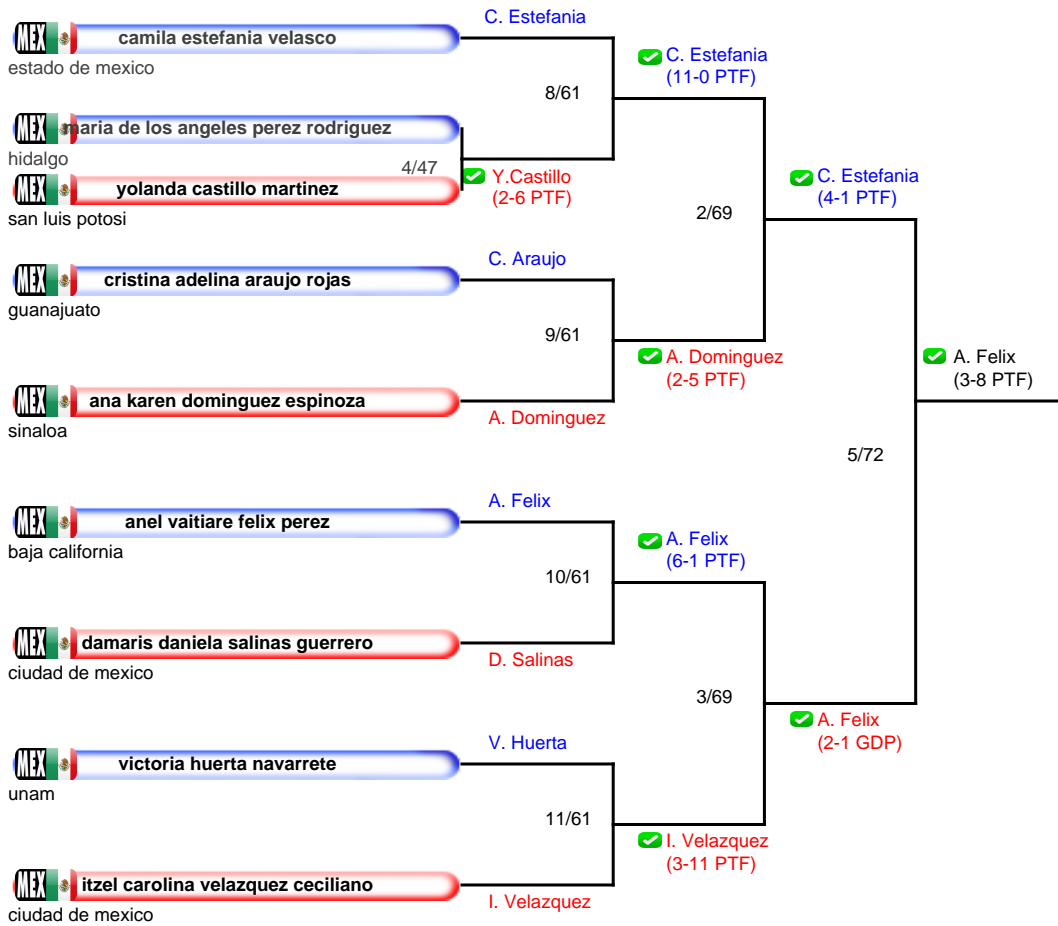 C. Estefania
MEX camila estefania velasco
estado de mexico
C. Estefania
(11-0 PTF)
8/61
MEX maria de los angeles perez rodriguez
hidalgo
4/47
Y.Castillo
(2-6 PTF)
MEX yolanda castillo martinez
san luis potosi
C. Estefania
(4-1 PTF)
2/69
C. Araujo
MEX cristina adelina araujo rojas
guanajuato
9/61
A. Dominguez
(2-5 PTF)
MEX ana karen dominguez espinoza
sinaloa
A. Dominguez
A. Felix
(3-8 PTF)
5/72
A. Felix
MEX anel vaitiare felix perez
baja california
A. Felix
(6-1 PTF)
10/61
MEX damaris daniela salinas guerrero
ciudad de mexico
D. Salinas
3/69
A. Felix
(2-1 GDP)
V. Huerta
MEX victoria huerta navarrete
unam
11/61
I. Velazquez
(3-11 PTF)
MEX itzel carolina velazquez ceciliano
ciudad de mexico
I. Velazquez